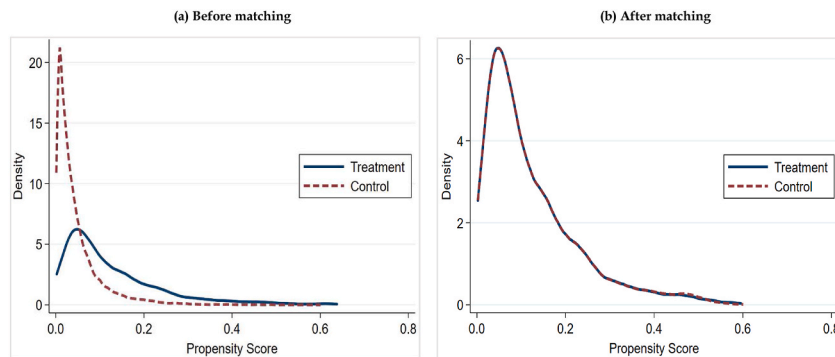 (a) Before matching
20
15
10
5
0
Density
0.0 0.2 0.4 0.6 0.8
Propensity Score
Treatment
Control
(b) After matching
6
4
2
0
Density
0.0 0.2 0.4 0.6 0.8
Propensity Score
Treatment
Control